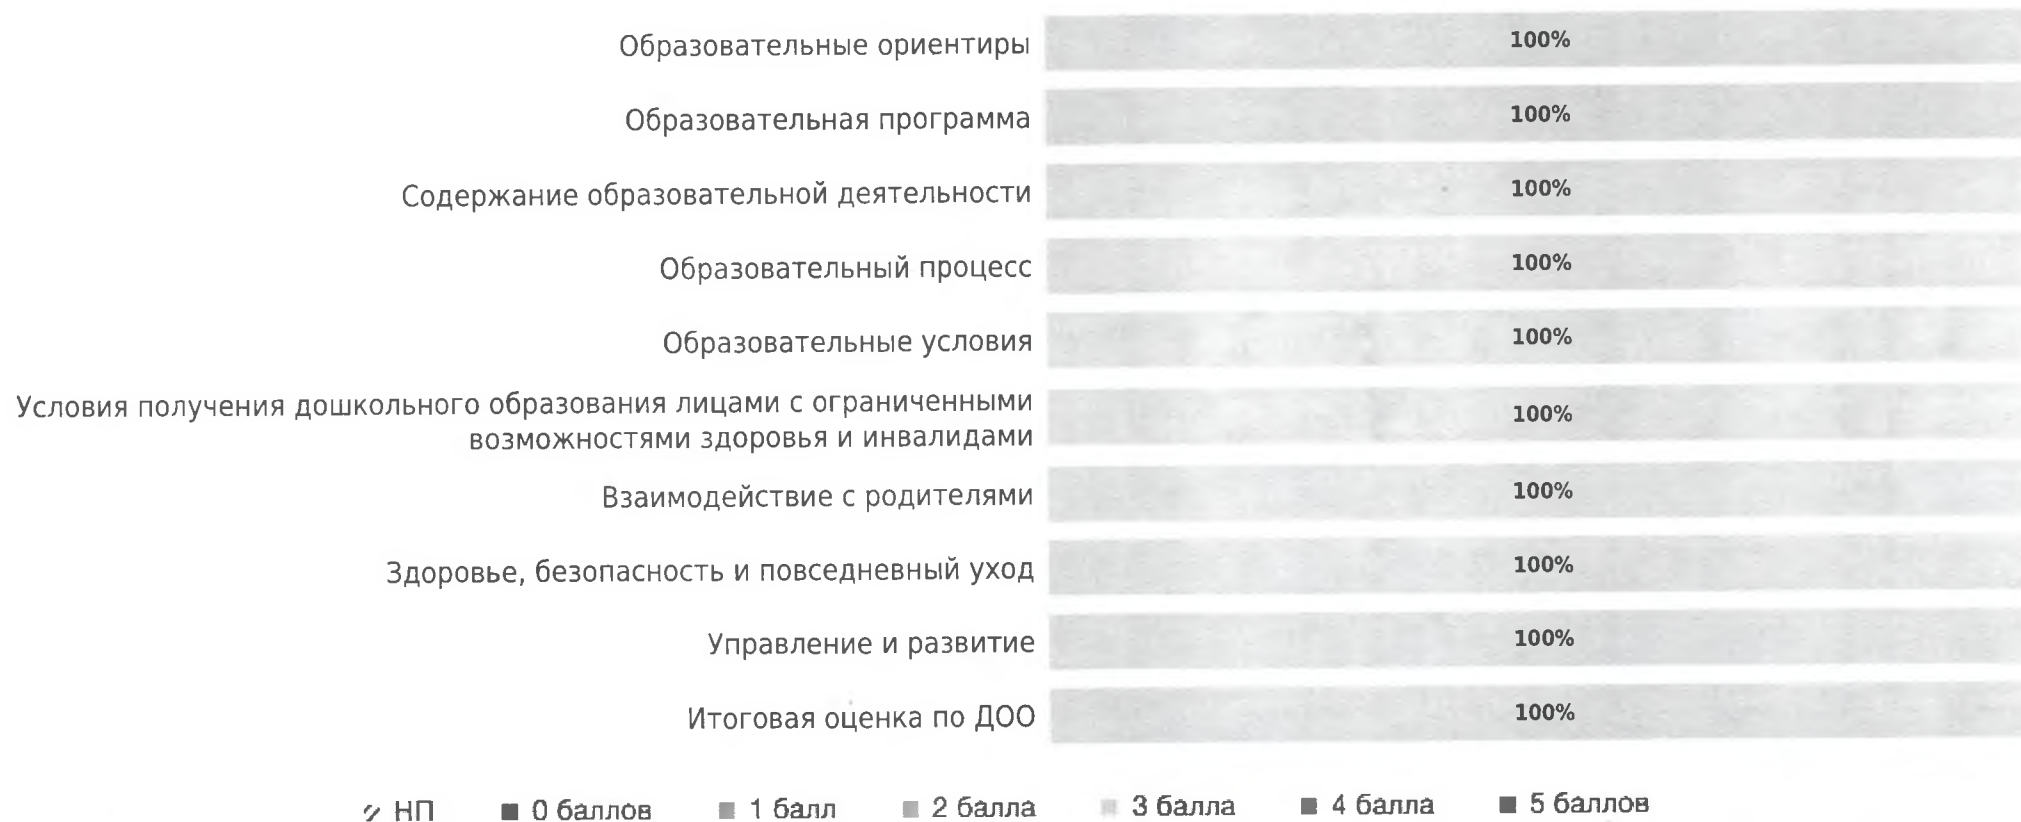 Образовательные ориентиры 100%
Образовательная программа 100%
Содержание образовательной деятельности 100%
Образовательный процесс 100%
Образовательные условия 100%
Условия получения дошкольного образования лицами с ограниченными
возможностями здоровья и инвалидами 100%
Взаимодействие с родителями 100%
Здоровье, безопасность и повседневный уход 100%
Управление и развитие 100%
Итоговая оценка по ДОО 100%
НП 0 баллов 1 балл 2 балла 3 балла 4 балла 5 баллов